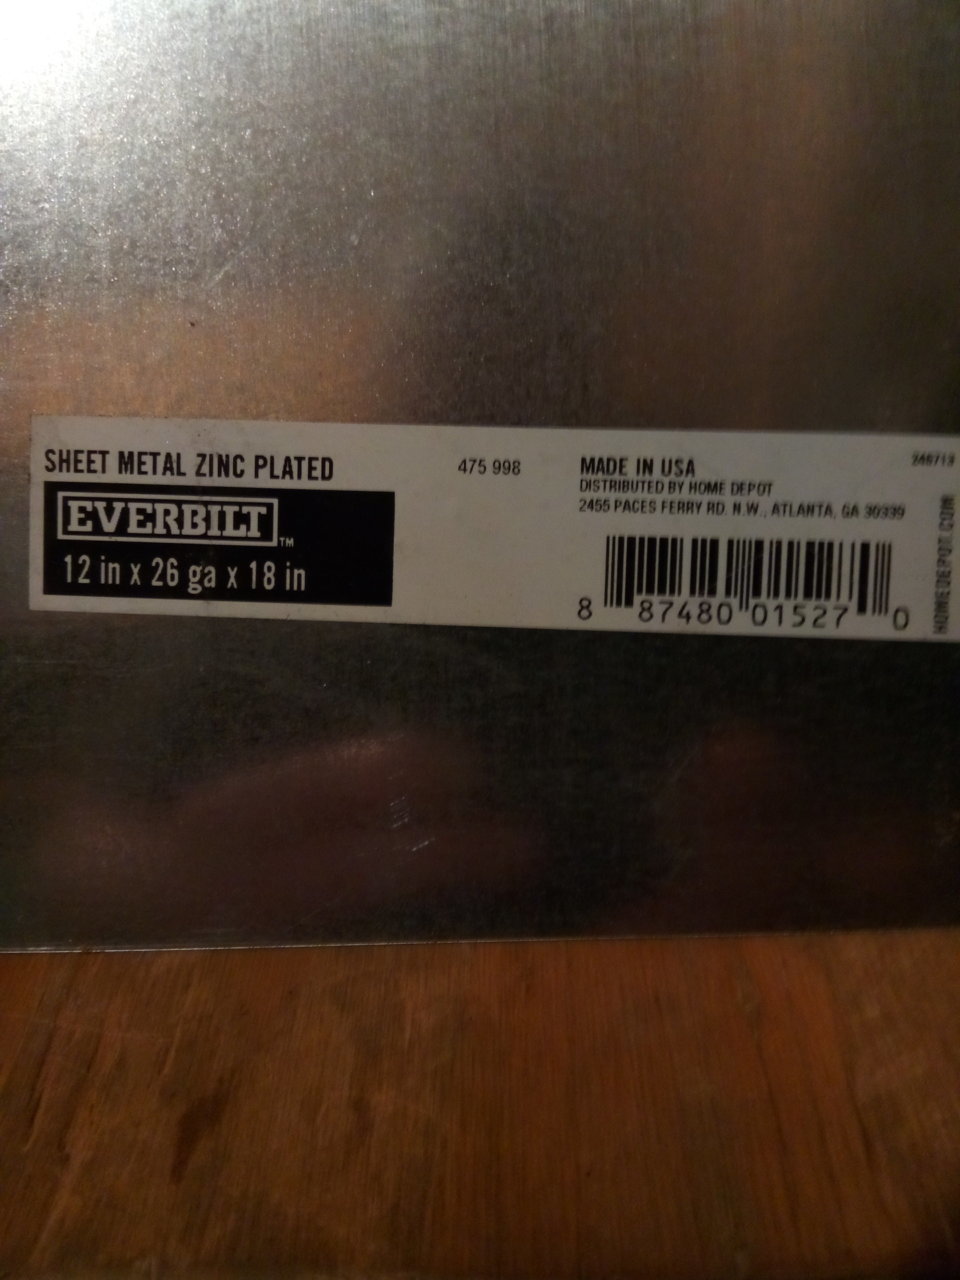 SHEET METAL ZINC PLATED
EVERBILT™
12 in x 26 ga x 18 in
475 998
MADE IN USA
DISTRIBUTED BY HOME DEPOT
2455 PACES FERRY RD. N.W., ATLANTA, GA 30339
8 87480 01527 0
HOMEDEPOT.COM